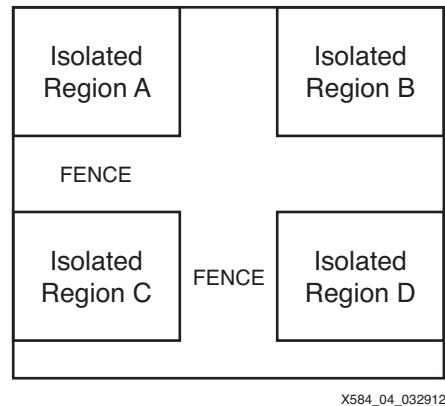 Isolated
Region A
Isolated
Region B
FENCE
Isolated
Region C
FENCE
Isolated
Region D
X584_04_032912